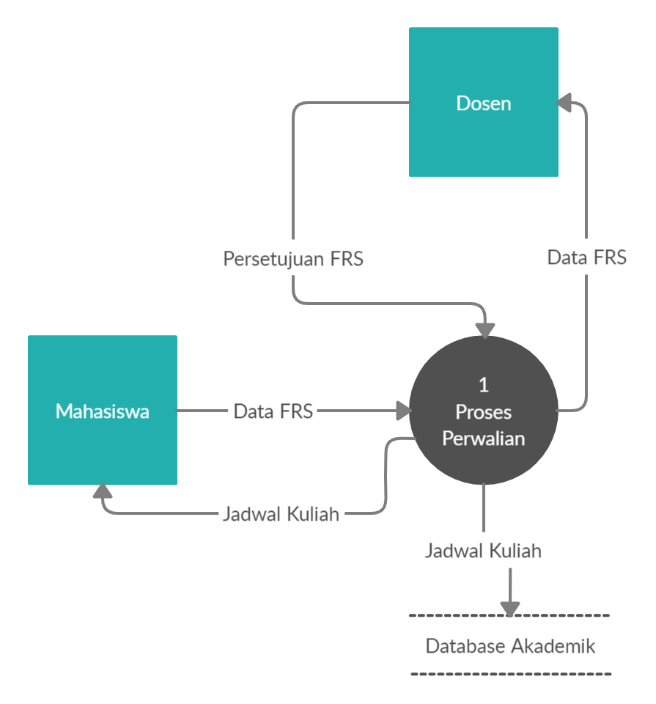 Dosen
Persetujuan FRS
Data FRS
1
Proses
Perwalian
Mahasiswa
Data FRS
Jadwal Kuliah
Jadwal Kuliah
Database Akademik